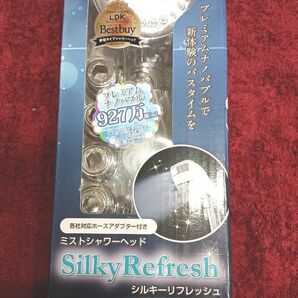 LDK
Bestbuy
プレミアムナノバブルで
新体験のバスタイムを
プレミアム
ナノバブル
927万
各社対応ホースアダプター付き
ミストシャワーヘッド
SilkyRefresh
シルキーリフレッシュ